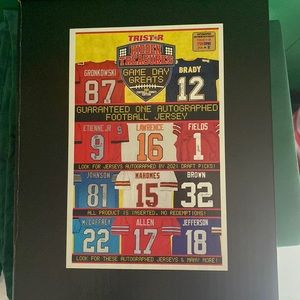 TRISTAR
HIDDEN
TREASURES
GRONKOWSKI
GAME DAY
GREATS
BRADY
87
12
GUARANTEED ONE AUTOGRAPHED
FOOTBALL JERSEY
ETIENNE JR
LAWRENCE
FIELDS
9
16
1
LOOK FOR JERSEYS AUTOGRAPHED BY 2021 DRAFT PICKS!
JOHNSON
MAHOMES
BROWN
81
15
32
ALL PRODUCT IS INSERTED, NO REDEMPTIONS!
McCAFFREY
ALLEN
JEFFERSON
22
17
18
LOOK FOR THESE AUTOGRAPHED JERSEYS & MANY MORE!